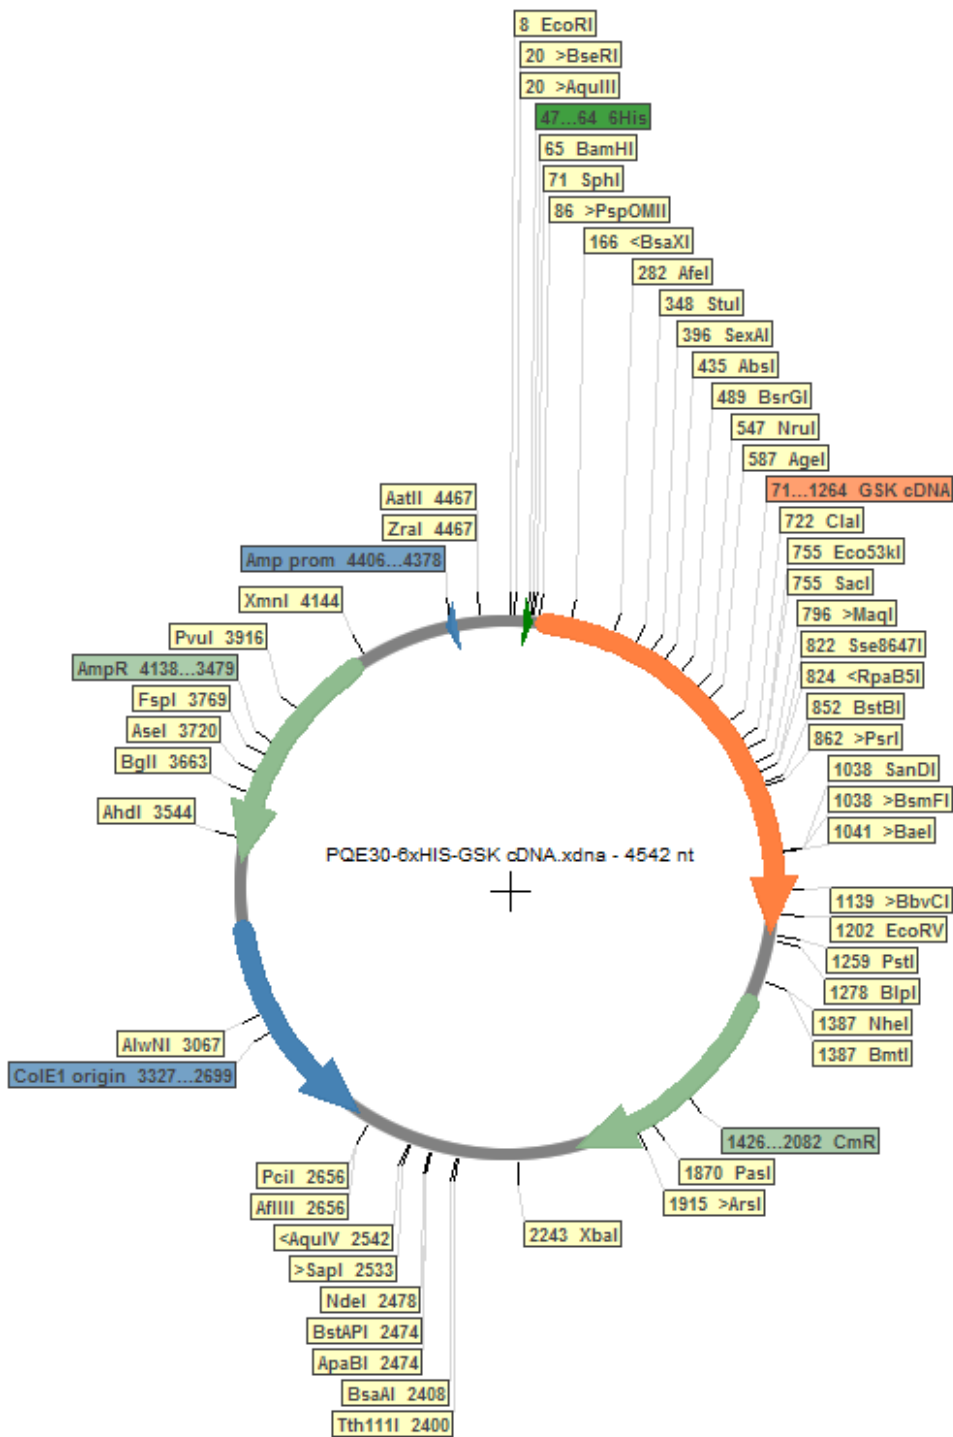 8 EcoRI
20 >BseRI
20 >AquIII
47...64 6His
65 BamHI
71 SphI
86 >PspOMII
166 <BsaXI
282 AfeI
348 StuI
396 SexAI
435 AbsI
489 BsrGI
547 NruI
587 AgeI
71...1264 GSK cDNA
722 ClaI
755 Eco53kI
755 SacI
796 >MaqI
822 Sse8647I
824 <RpaB5I
852 BstBI
862 >PsrI
1038 SanDI
1038 >BsmFI
1041 >BaeI
1139 >BbvCI
1202 EcoRV
1259 PstI
1278 BlpI
1387 NheI
1387 BmtI
1426...2082 CmR
1870 PasI
1915 >ArsI
2243 XbaI
AatII 4467
ZraI 4467
Amp prom 4406...4378
XmnI 4144
PvuI 3916
AmpR 4138...3479
FspI 3769
AseI 3720
BglI 3663
AhdI 3544
PQE30-6xHIS-GSK cDNA.xdna - 4542 nt
AlwNI 3067
ColE1 origin 3327...2699
PciI 2656
AflIII 2656
<AquIV 2542
>SapI 2533
NdeI 2478
BstAPI 2474
ApaBI 2474
BsaAI 2408
Tth111I 2400